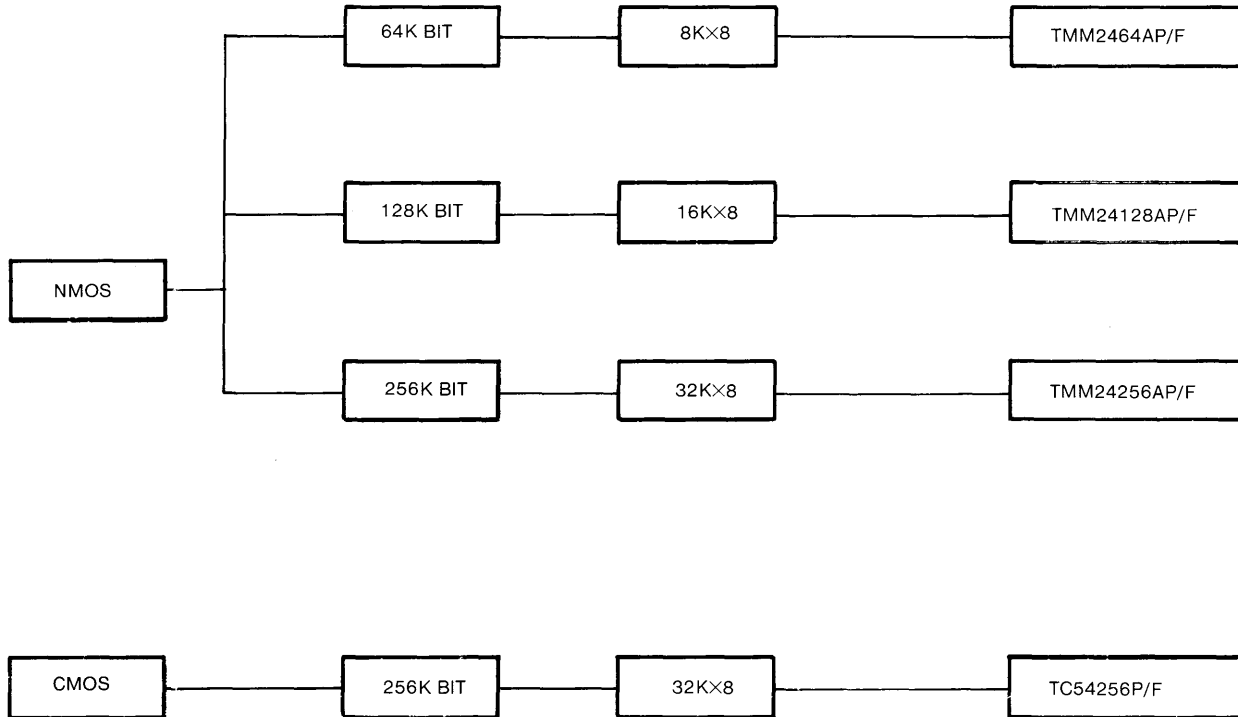 64K BIT
8K×8
TMM2464AP/F
128K BIT
16K×8
TMM24128AP/F
NMOS
256K BIT
32K×8
TMM24256AP/F
CMOS
256K BIT
32K×8
TC54256P/F